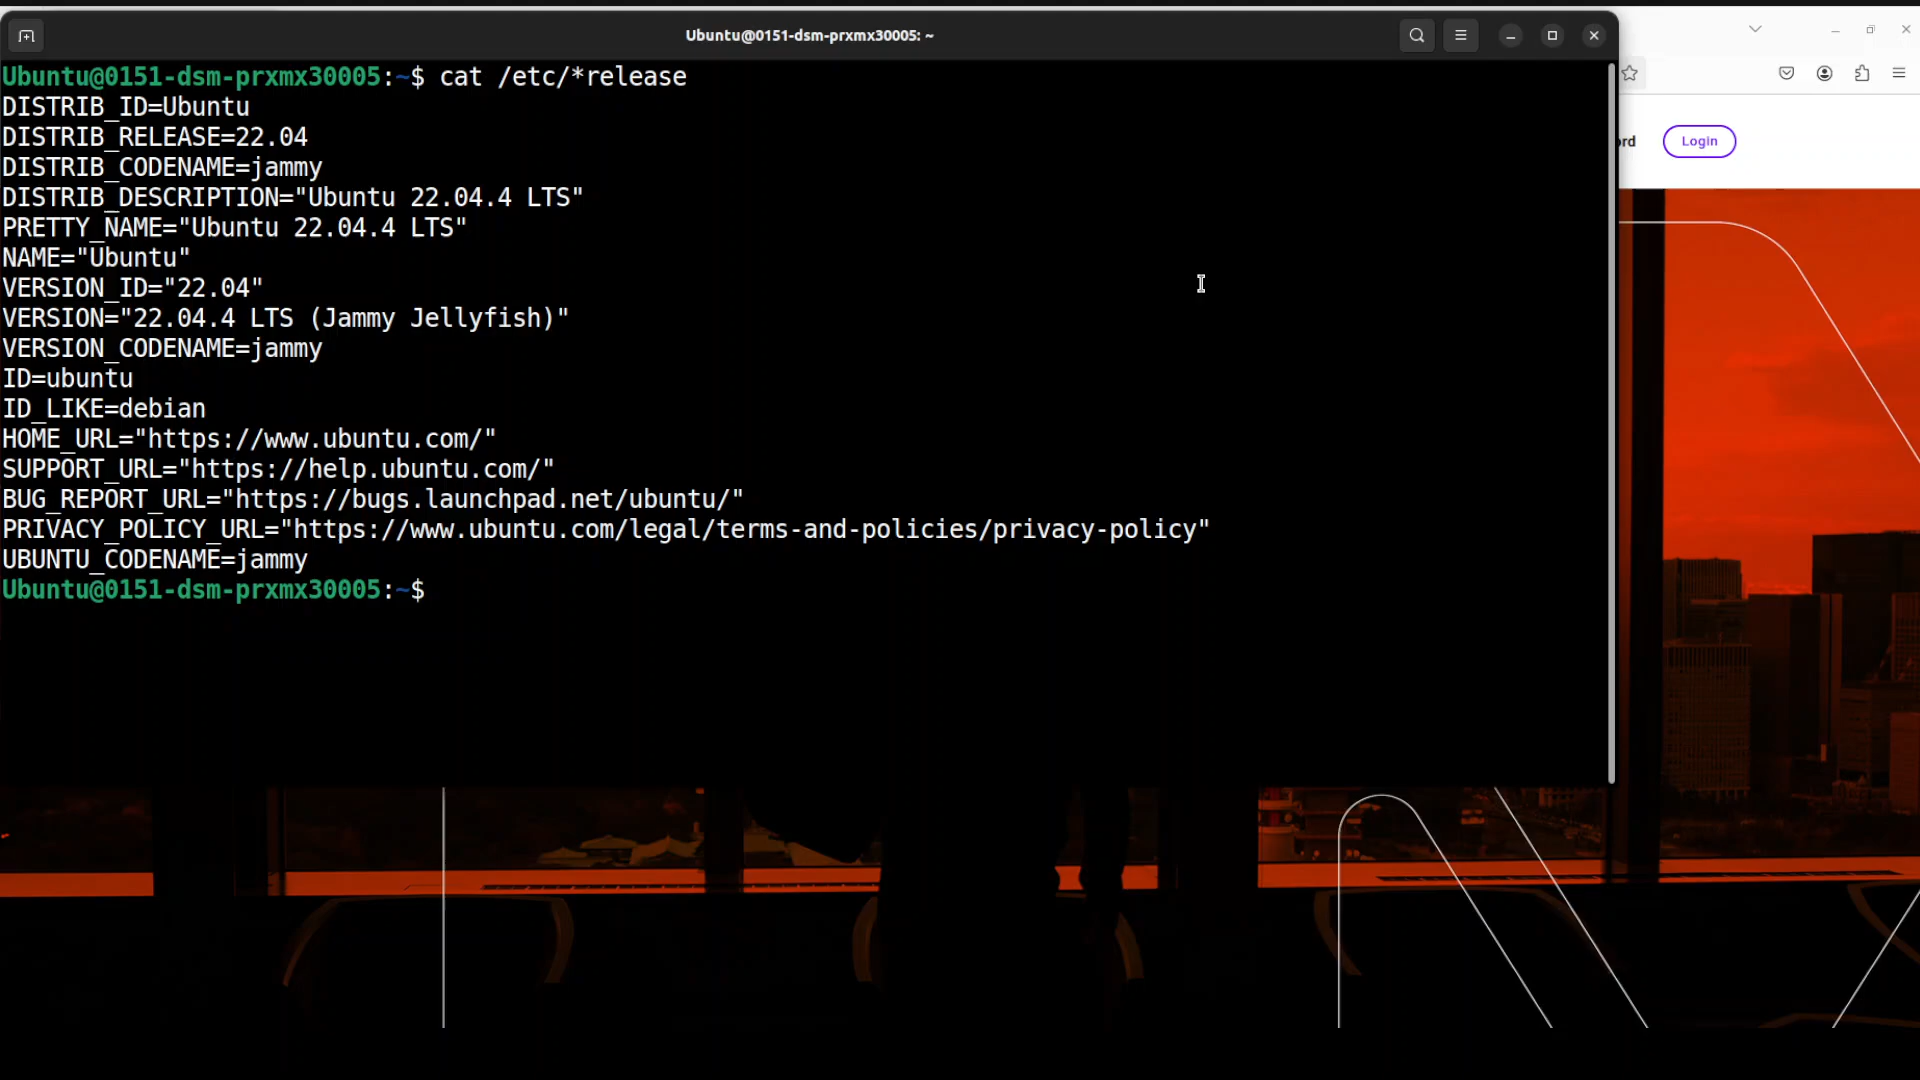 Ubuntu@0151-dsm-prxmx30005: ~
Ubuntu@0151-dsm-prxmx30005:~$ cat /etc/*release
DISTRIB_ID=Ubuntu
DISTRIB_RELEASE=22.04
DISTRIB_CODENAME=jammy
DISTRIB_DESCRIPTION="Ubuntu 22.04.4 LTS"
PRETTY_NAME="Ubuntu 22.04.4 LTS"
NAME="Ubuntu"
VERSION_ID="22.04"
VERSION="22.04.4 LTS (Jammy Jellyfish)"
VERSION_CODENAME=jammy
ID=ubuntu
ID_LIKE=debian
HOME_URL="https://www.ubuntu.com/"
SUPPORT_URL="https://help.ubuntu.com/"
BUG_REPORT_URL="https://bugs.launchpad.net/ubuntu/"
PRIVACY_POLICY_URL="https://www.ubuntu.com/legal/terms-and-policies/privacy-policy"
UBUNTU_CODENAME=jammy
Ubuntu@0151-dsm-prxmx30005:~$
Login